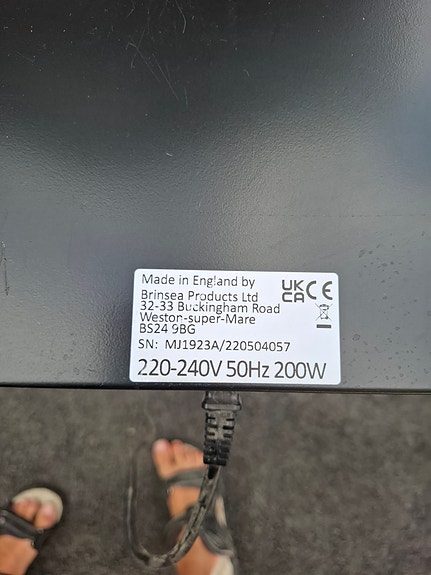 Made in England by
Brinsea Products Ltd
32-33 Buckingham Road
Weston-super-Mare
BS24 9BG
SN: MJ1923A/220504057
220-240V 50Hz 200W
UK
CA
CE